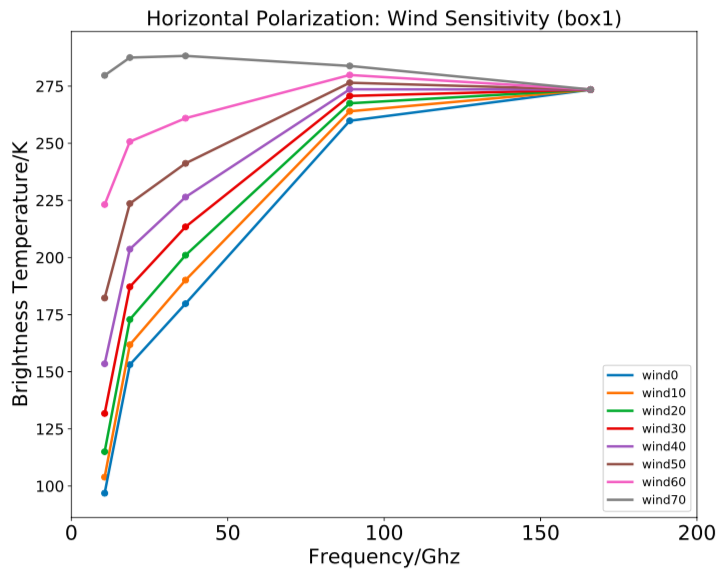 Horizontal Polarization: Wind Sensitivity (box1)
275
250
225
200
175
150
125
100
Brightness Temperature/K
wind0
wind10
wind20
wind30
wind40
wind50
wind60
wind70
0 50 100 150 200
Frequency/Ghz